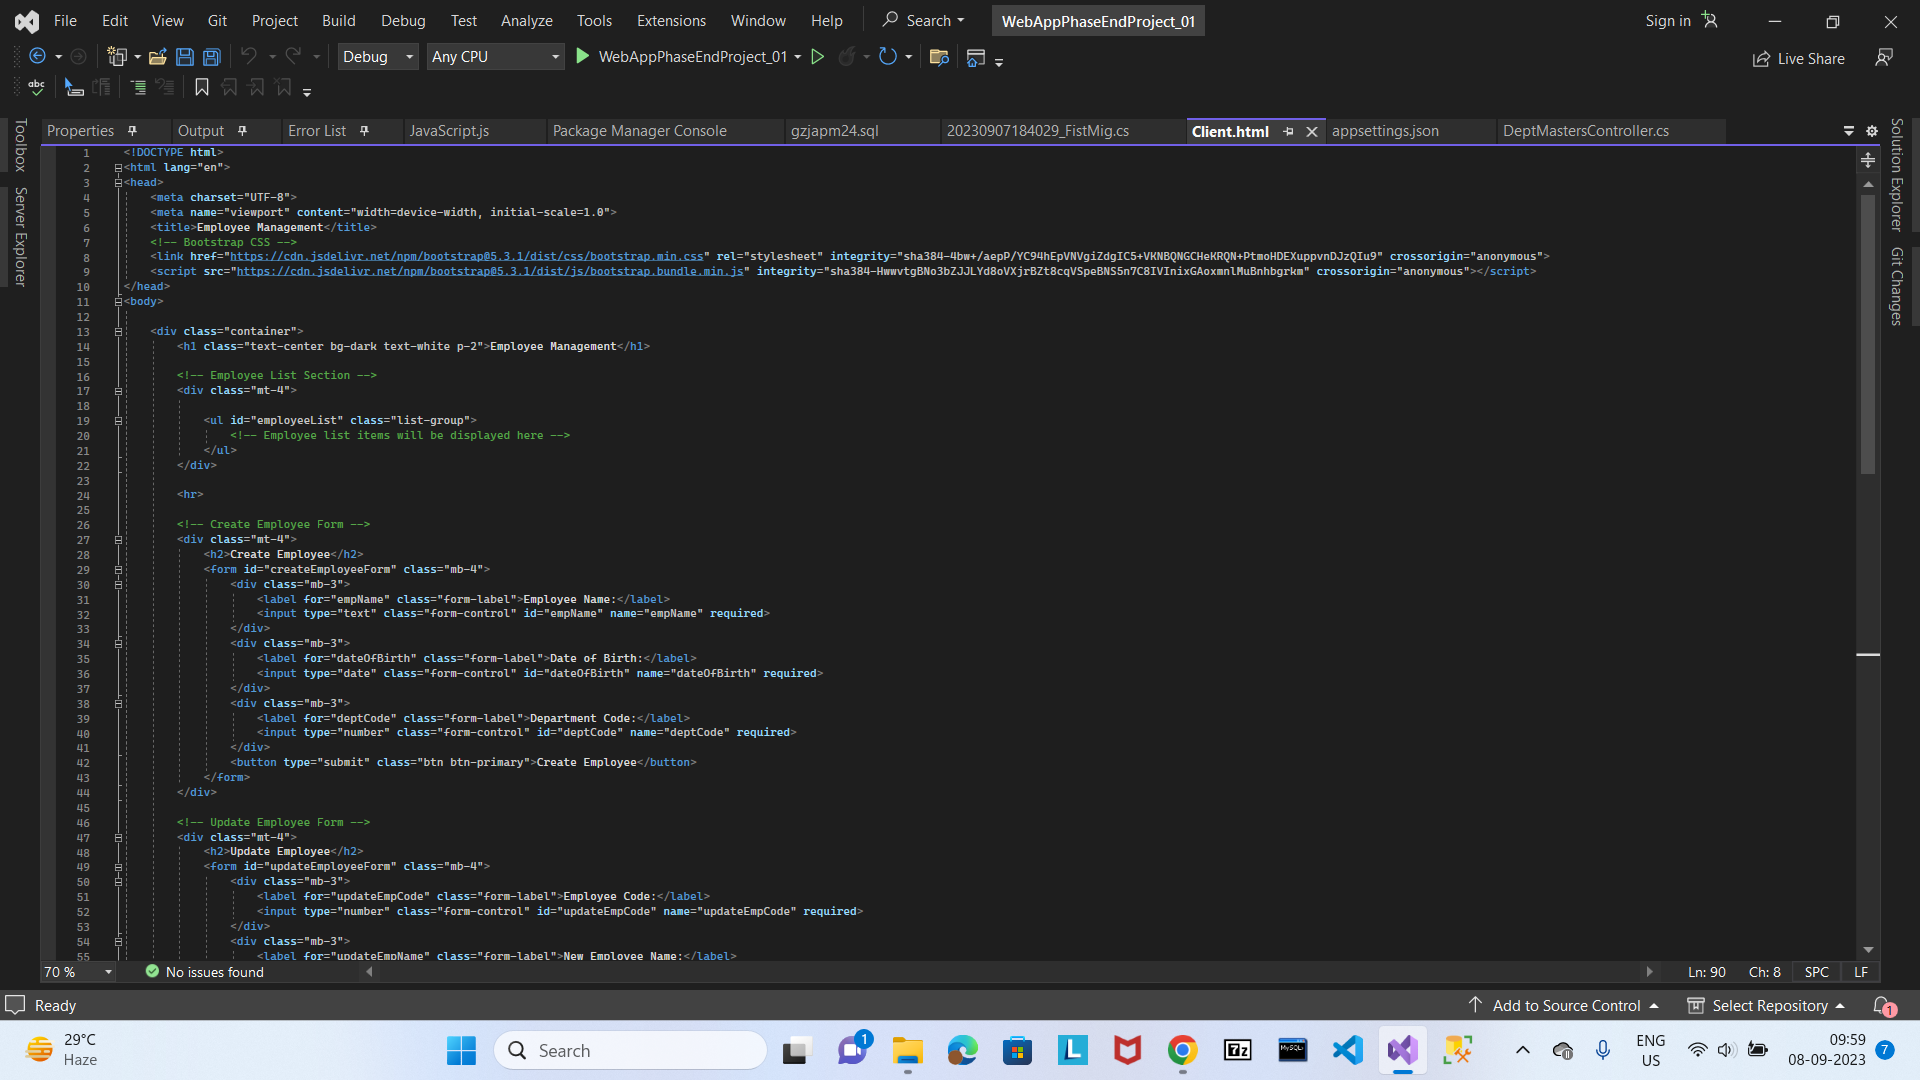 File Edit View Git Project Build Debug Test Analyze Tools Extensions Window Help Search WebAppPhaseEndProject_01 Sign in
Debug Any CPU WebAppPhaseEndProject_01 Live Share
abc
Toolbox
Server Explorer
Properties Output Error List JavaScript.js Package Manager Console gzjapm24.sql 20230907184029_FistMig.cs Client.html appsettings.json DeptMastersController.cs
Solution Explorer
Git Changes
1 <!DOCTYPE html>
2 <html lang="en">
3 <head>
4 <meta charset="UTF-8">
5 <meta name="viewport" content="width=device-width, initial-scale=1.0">
6 <title>Employee Management</title>
7 <!-- Bootstrap CSS -->
8 <link href="https://cdn.jsdelivr.net/npm/bootstrap@5.3.1/dist/css/bootstrap.min.css" rel="stylesheet" integrity="sha384-4bw+/aepP/YC94hEpVNVgiZdgIC5+VKNBQNGCHeKRQN+PtmoHDEXuppvnDJzQIu9" crossorigin="anonymous">
9 <script src="https://cdn.jsdelivr.net/npm/bootstrap@5.3.1/dist/js/bootstrap.bundle.min.js" integrity="sha384-HwwvtgBNo3bZJJLYd8oVXjrBZt8cqVSpeBNS5n7C8IVInixGAoxmnlMuBnhbgrkm" crossorigin="anonymous"></script>
10 </head>
11 <body>
12
13 <div class="container">
14 <h1 class="text-center bg-dark text-white p-2">Employee Management</h1>
15
16 <!-- Employee List Section -->
17 <div class="mt-4">
18
19 <ul id="employeeList" class="list-group">
20 <!-- Employee list items will be displayed here -->
21 </ul>
22 </div>
23
24 <hr>
25
26 <!-- Create Employee Form -->
27 <div class="mt-4">
28 <h2>Create Employee</h2>
29 <form id="createEmployeeForm" class="mb-4">
30 <div class="mb-3">
31 <label for="empName" class="form-label">Employee Name:</label>
32 <input type="text" class="form-control" id="empName" name="empName" required>
33 </div>
34 <div class="mb-3">
35 <label for="dateOfBirth" class="form-label">Date of Birth:</label>
36 <input type="date" class="form-control" id="dateOfBirth" name="dateOfBirth" required>
37 </div>
38 <div class="mb-3">
39 <label for="deptCode" class="form-label">Department Code:</label>
40 <input type="number" class="form-control" id="deptCode" name="deptCode" required>
41 </div>
42 <button type="submit" class="btn btn-primary">Create Employee</button>
43 </form>
44 </div>
45
46 <!-- Update Employee Form -->
47 <div class="mt-4">
48 <h2>Update Employee</h2>
49 <form id="updateEmployeeForm" class="mb-4">
50 <div class="mb-3">
51 <label for="updateEmpCode" class="form-label">Employee Code:</label>
52 <input type="number" class="form-control" id="updateEmpCode" name="updateEmpCode" required>
53 </div>
54 <div class="mb-3">
55 <label for="updateEmpName" class="form-label">New Employee Name:</label>
70 % No issues found Ln: 90 Ch: 8 SPC LF
Ready Add to Source Control Select Repository 1
29°C
Haze
Search
1
L
7z
MySQL
ENG
US
09:59
08-09-2023
7